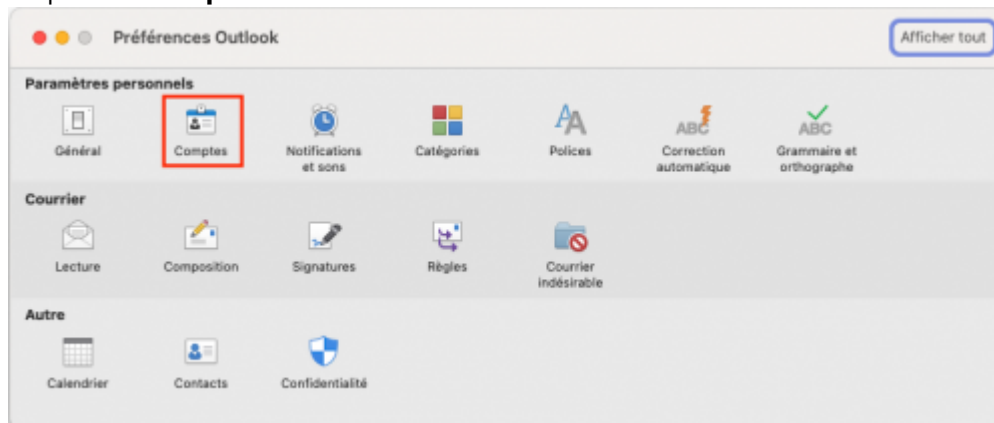 Préférences Outlook
Afficher tout
Paramètres personnels
Général
Comptes
Notifications
et sons
Catégories
Polices
Correction
automatique
Grammaire et
orthographe
Courrier
Lecture
Composition
Signatures
Règles
Courrier
indésirable
Autre
Calendrier
Contacts
Confidentialité